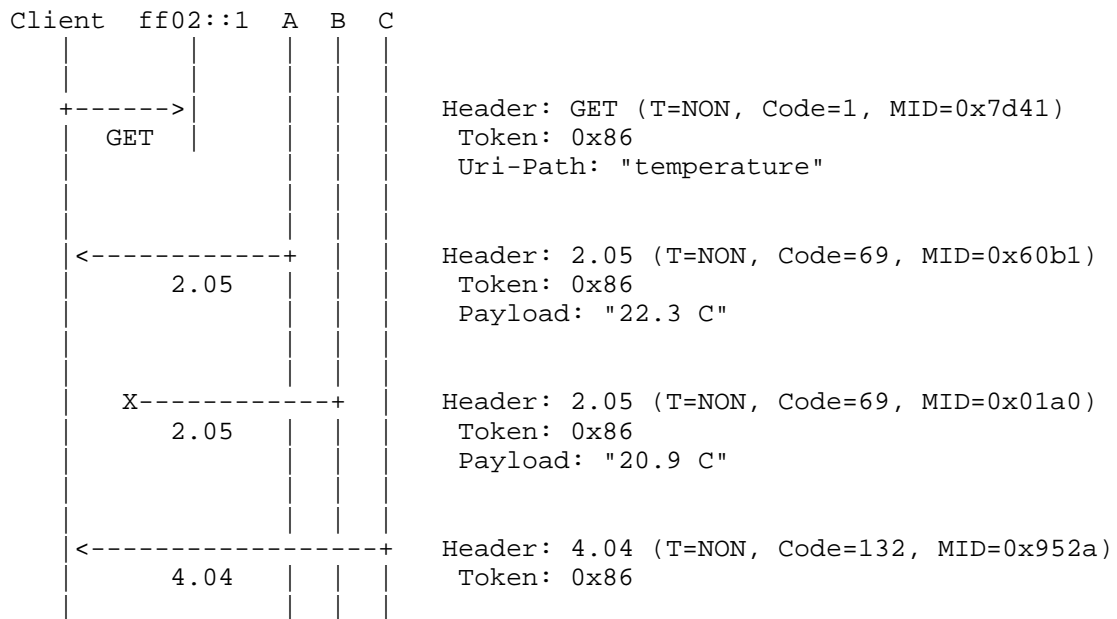 Client  ff02::1  A  B  C
+------>|  Header: GET (T=NON, Code=1, MID=0x7d41)
GET  Token: 0x86
Uri-Path: "temperature"
<------------+  Header: 2.05 (T=NON, Code=69, MID=0x60b1)
2.05  Token: 0x86
Payload: "22.3 C"
X------------+  Header: 2.05 (T=NON, Code=69, MID=0x01a0)
2.05  Token: 0x86
Payload: "20.9 C"
<------------------+  Header: 4.04 (T=NON, Code=132, MID=0x952a)
4.04  Token: 0x86